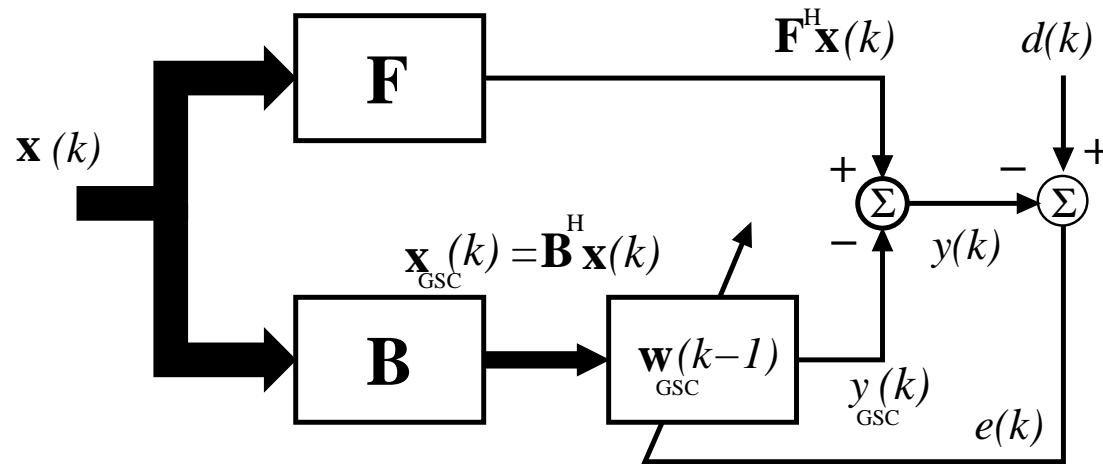 F^H x(k)
d(k)
F
x (k)
+
− +
Σ
Σ
−
y(k)
x_GSC(k) = B^H x(k)
B
w_GSC(k−1)
y_GSC(k)
e(k)